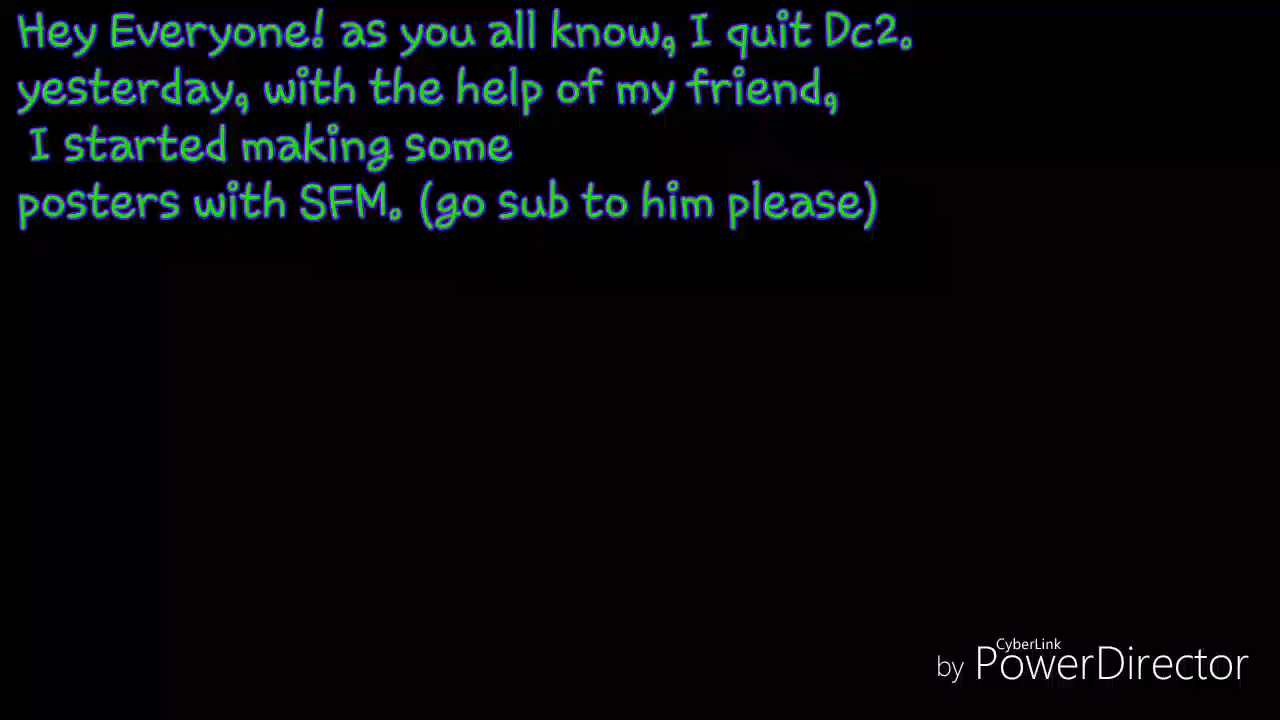 Hey Everyone! as you all know, I quit Dc2.
yesterday, with the help of my friend,
I started making some
posters with SFM. (go sub to him please)
CyberLink
by PowerDirector